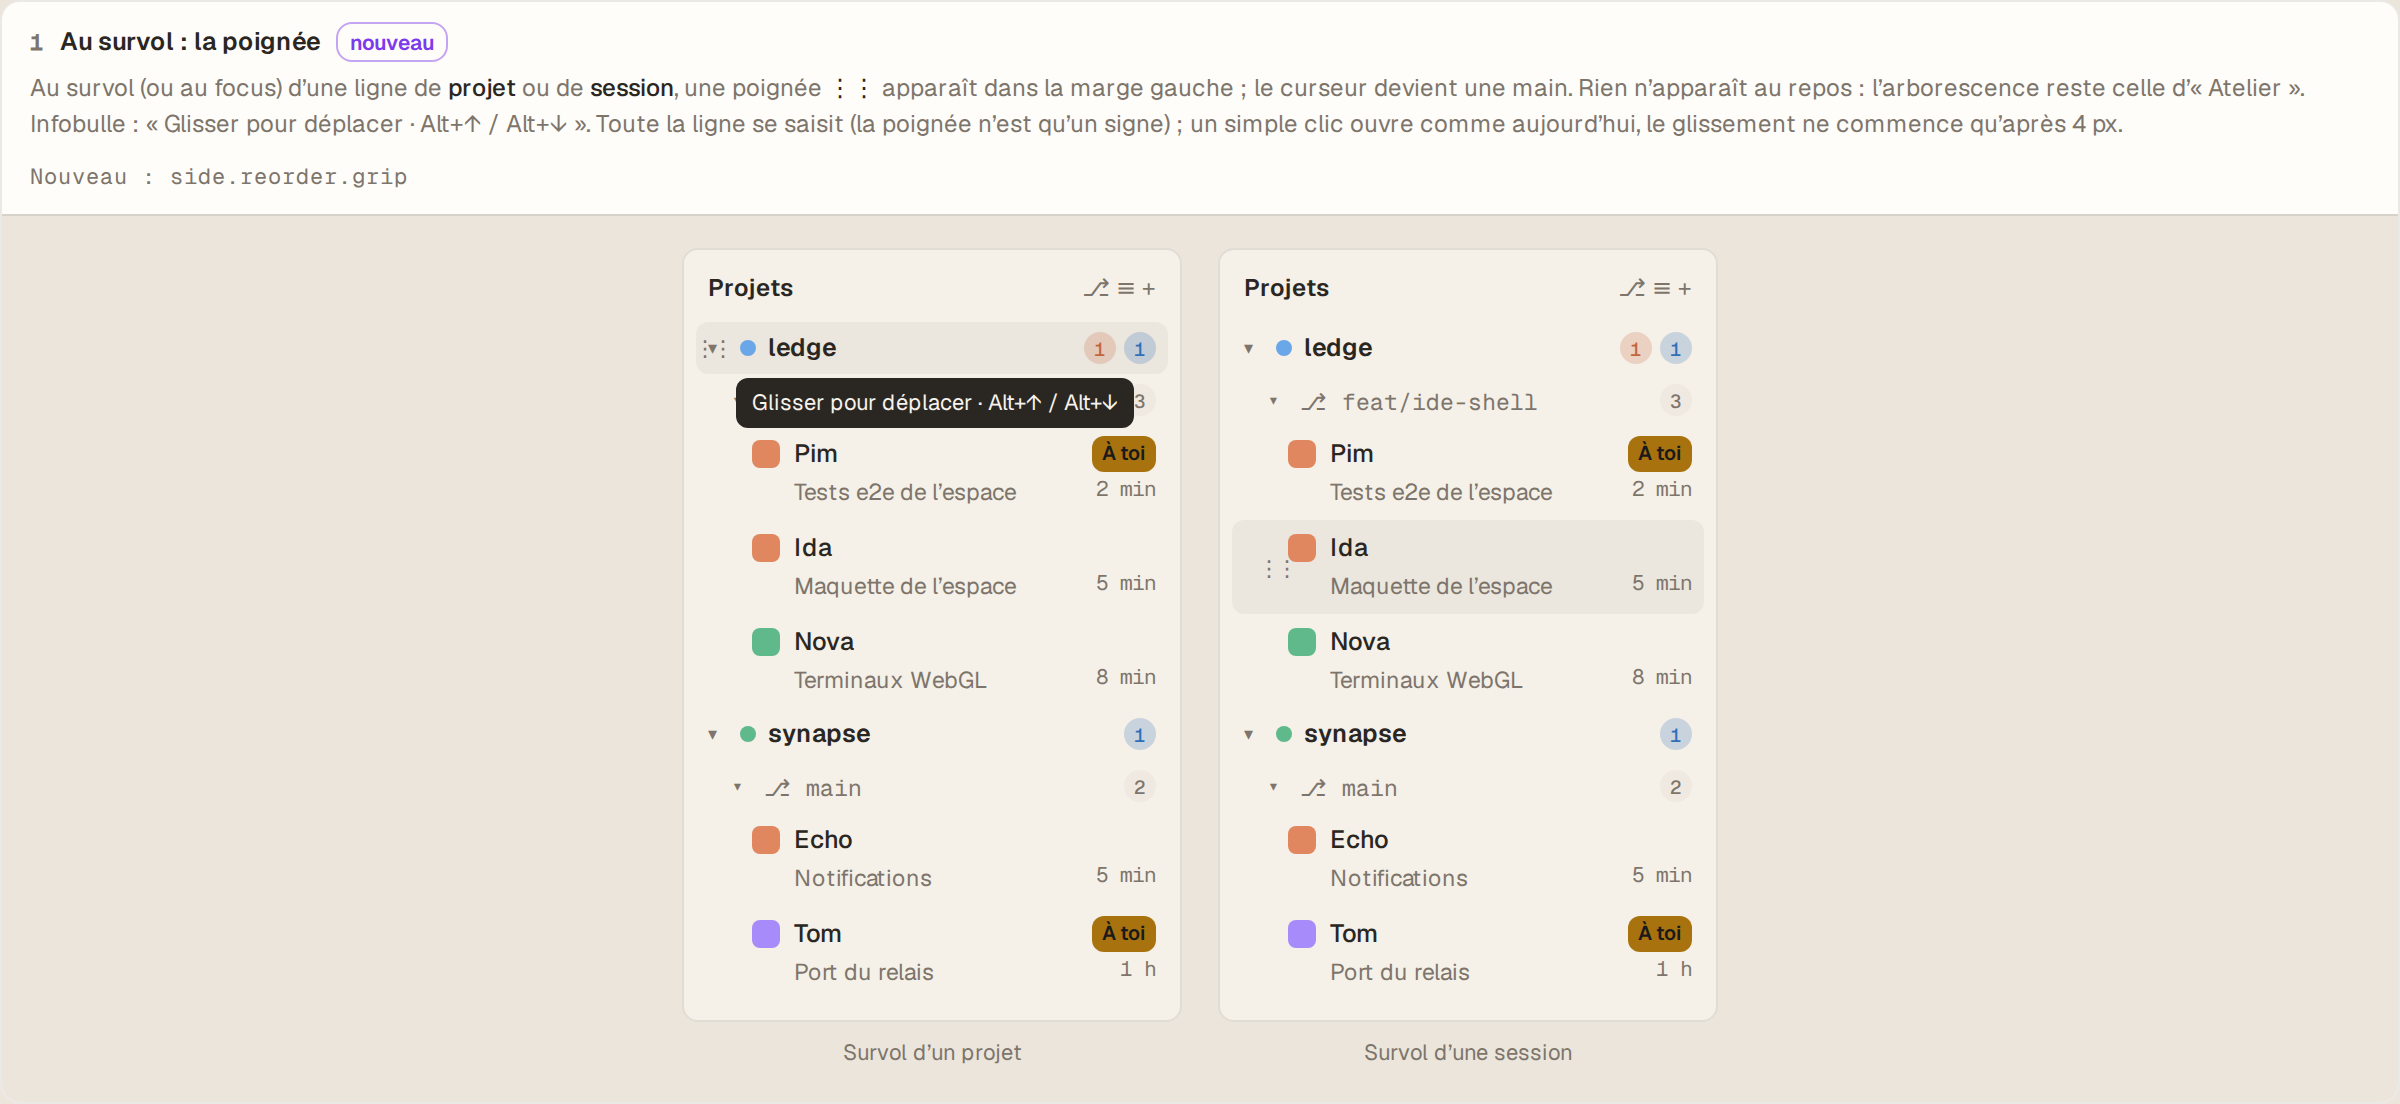 1 Au survol : la poignée nouveau
Au survol (ou au focus) d’une ligne de projet ou de session, une poignée ⋮⋮ apparaît dans la marge gauche ; le curseur devient une main. Rien n’apparaît au repos : l’arborescence reste celle d’« Atelier ».
Infobulle : « Glisser pour déplacer · Alt+↑ / Alt+↓ ». Toute la ligne se saisit (la poignée n’est qu’un signe) ; un simple clic ouvre comme aujourd’hui, le glissement ne commence qu’après 4 px.
Nouveau : side.reorder.grip
Projets ⎇ ≡ +
⋮⋮ ▾ ledge 1 1
Glisser pour déplacer · Alt+↑ / Alt+↓ 3
Pim À toi
Tests e2e de l’espace 2 min
Ida
Maquette de l’espace 5 min
Nova
Terminaux WebGL 8 min
▾ synapse 1
▾ ⎇ main 2
Echo
Notifications 5 min
Tom À toi
Port du relais 1 h
Survol d’un projet
Projets ⎇ ≡ +
▾ ledge 1 1
▾ ⎇ feat/ide-shell 3
Pim À toi
Tests e2e de l’espace 2 min
Ida
⋮⋮ Maquette de l’espace 5 min
Nova
Terminaux WebGL 8 min
▾ synapse 1
▾ ⎇ main 2
Echo
Notifications 5 min
Tom À toi
Port du relais 1 h
Survol d’une session